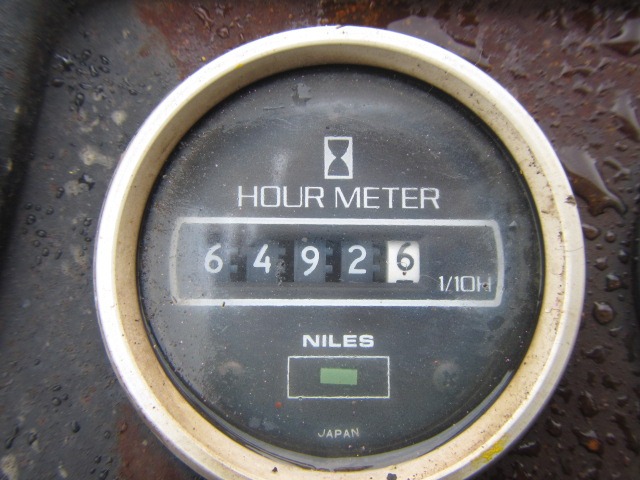 HOUR METER
64926
1/10H
NILES
JAPAN